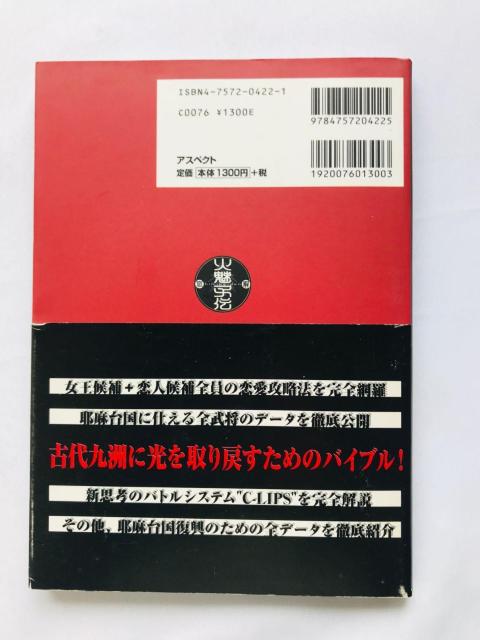 ISBN4-7572-0422-1
C0076 ¥1300E
9784757204225
アスペクト
定価 本体1300円+税
1920076013003
火魅子伝
女王候補+恋人候補全員の恋愛攻略法を完全網羅
耶麻台国に仕える全武将のデータを徹底公開
古代九洲に光を取り戻すためのバイブル!
新思考のバトルシステム"C-LIPS"を完全解説
その他,耶麻台国復興のための全データを徹底紹介